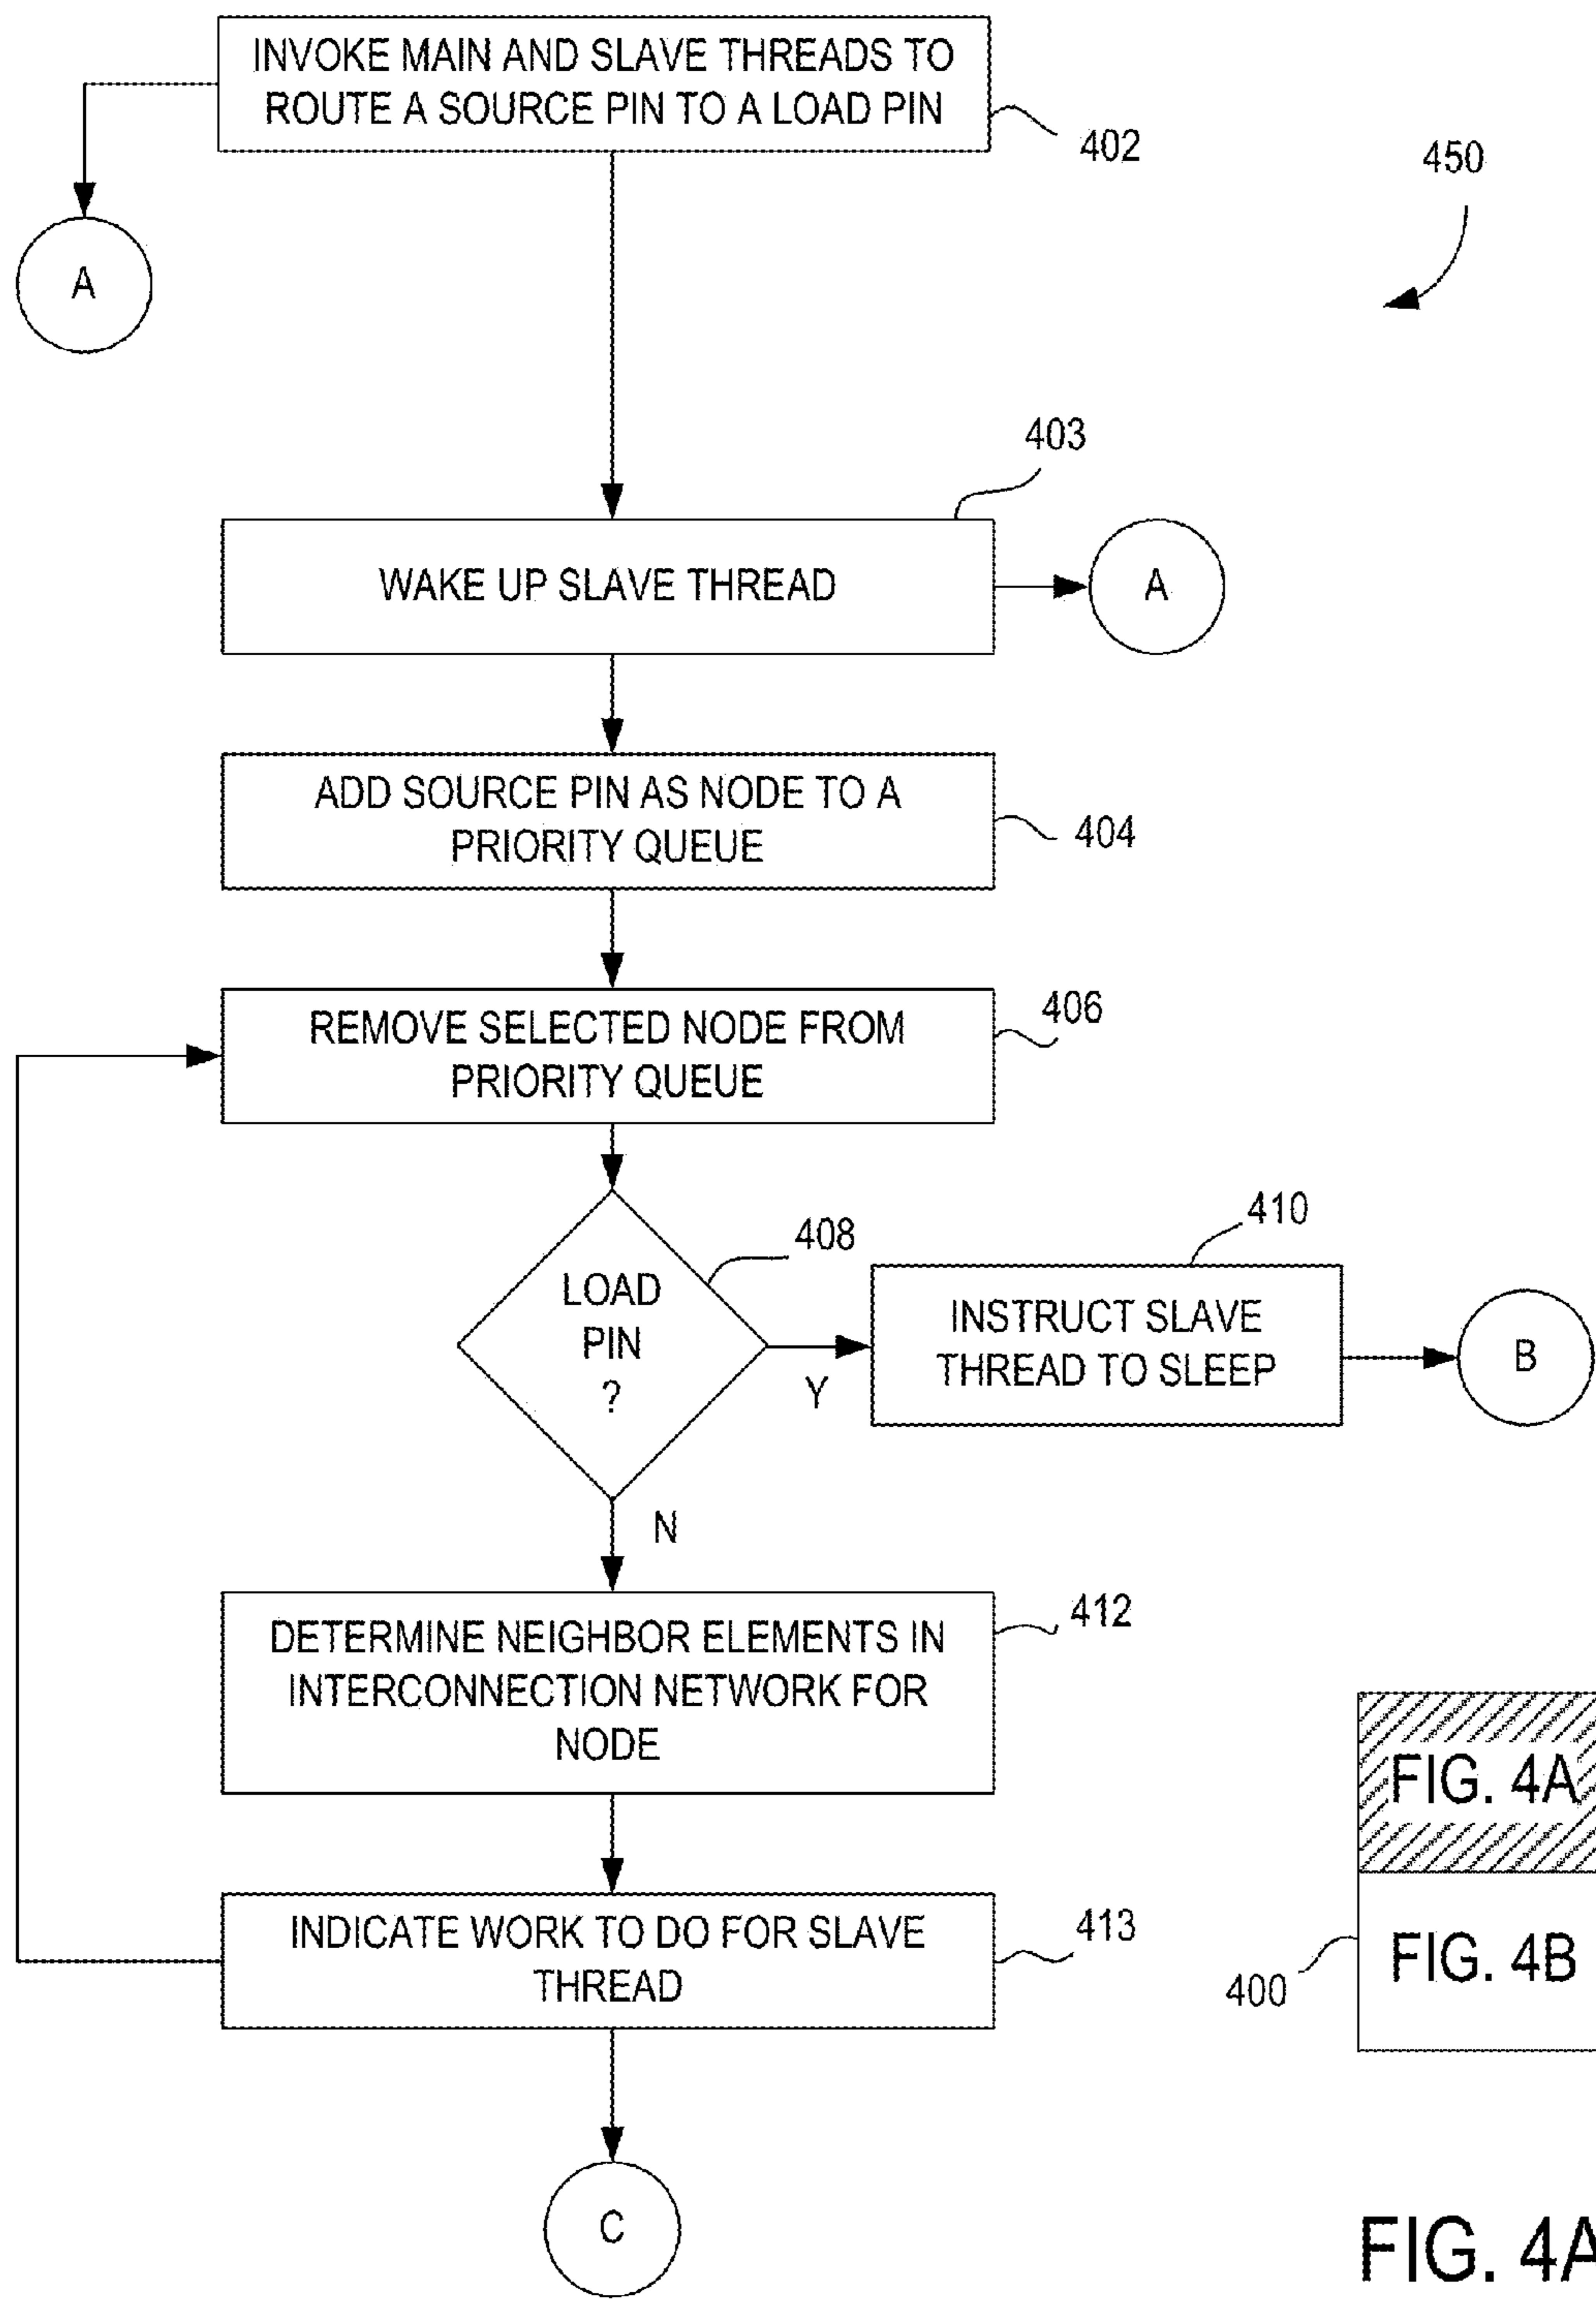 INVOKE MAIN AND SLAVE THREADS TO
ROUTE A SOURCE PIN TO A LOAD PIN
402
450
A
403
WAKE UP SLAVE THREAD
A
ADD SOURCE PIN AS NODE TO A
PRIORITY QUEUE
404
REMOVE SELECTED NODE FROM
PRIORITY QUEUE
406
408
LOAD
PIN
?
Y
410
INSTRUCT SLAVE
THREAD TO SLEEP
B
N
DETERMINE NEIGHBOR ELEMENTS IN
INTERCONNECTION NETWORK FOR
NODE
412
INDICATE WORK TO DO FOR SLAVE
THREAD
413
C
FIG. 4A
FIG. 4B
400
FIG. 4A